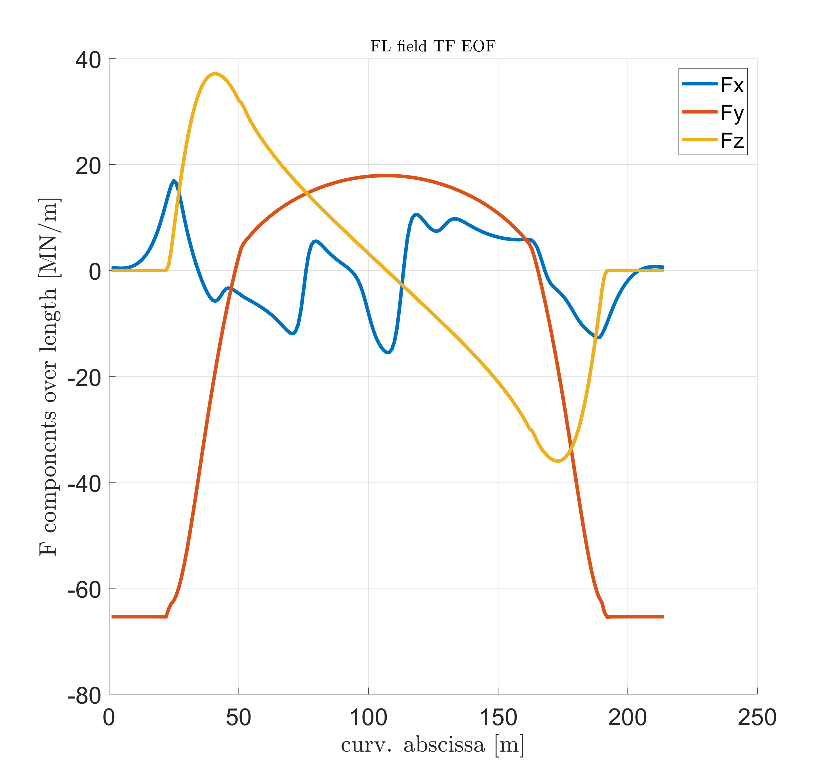 FL field TF EOF
Fx
Fy
Fz
F components over length [MN/m]
40
20
0
-20
-40
-60
-80
0 50 100 150 200 250
curv. abscissa [m]